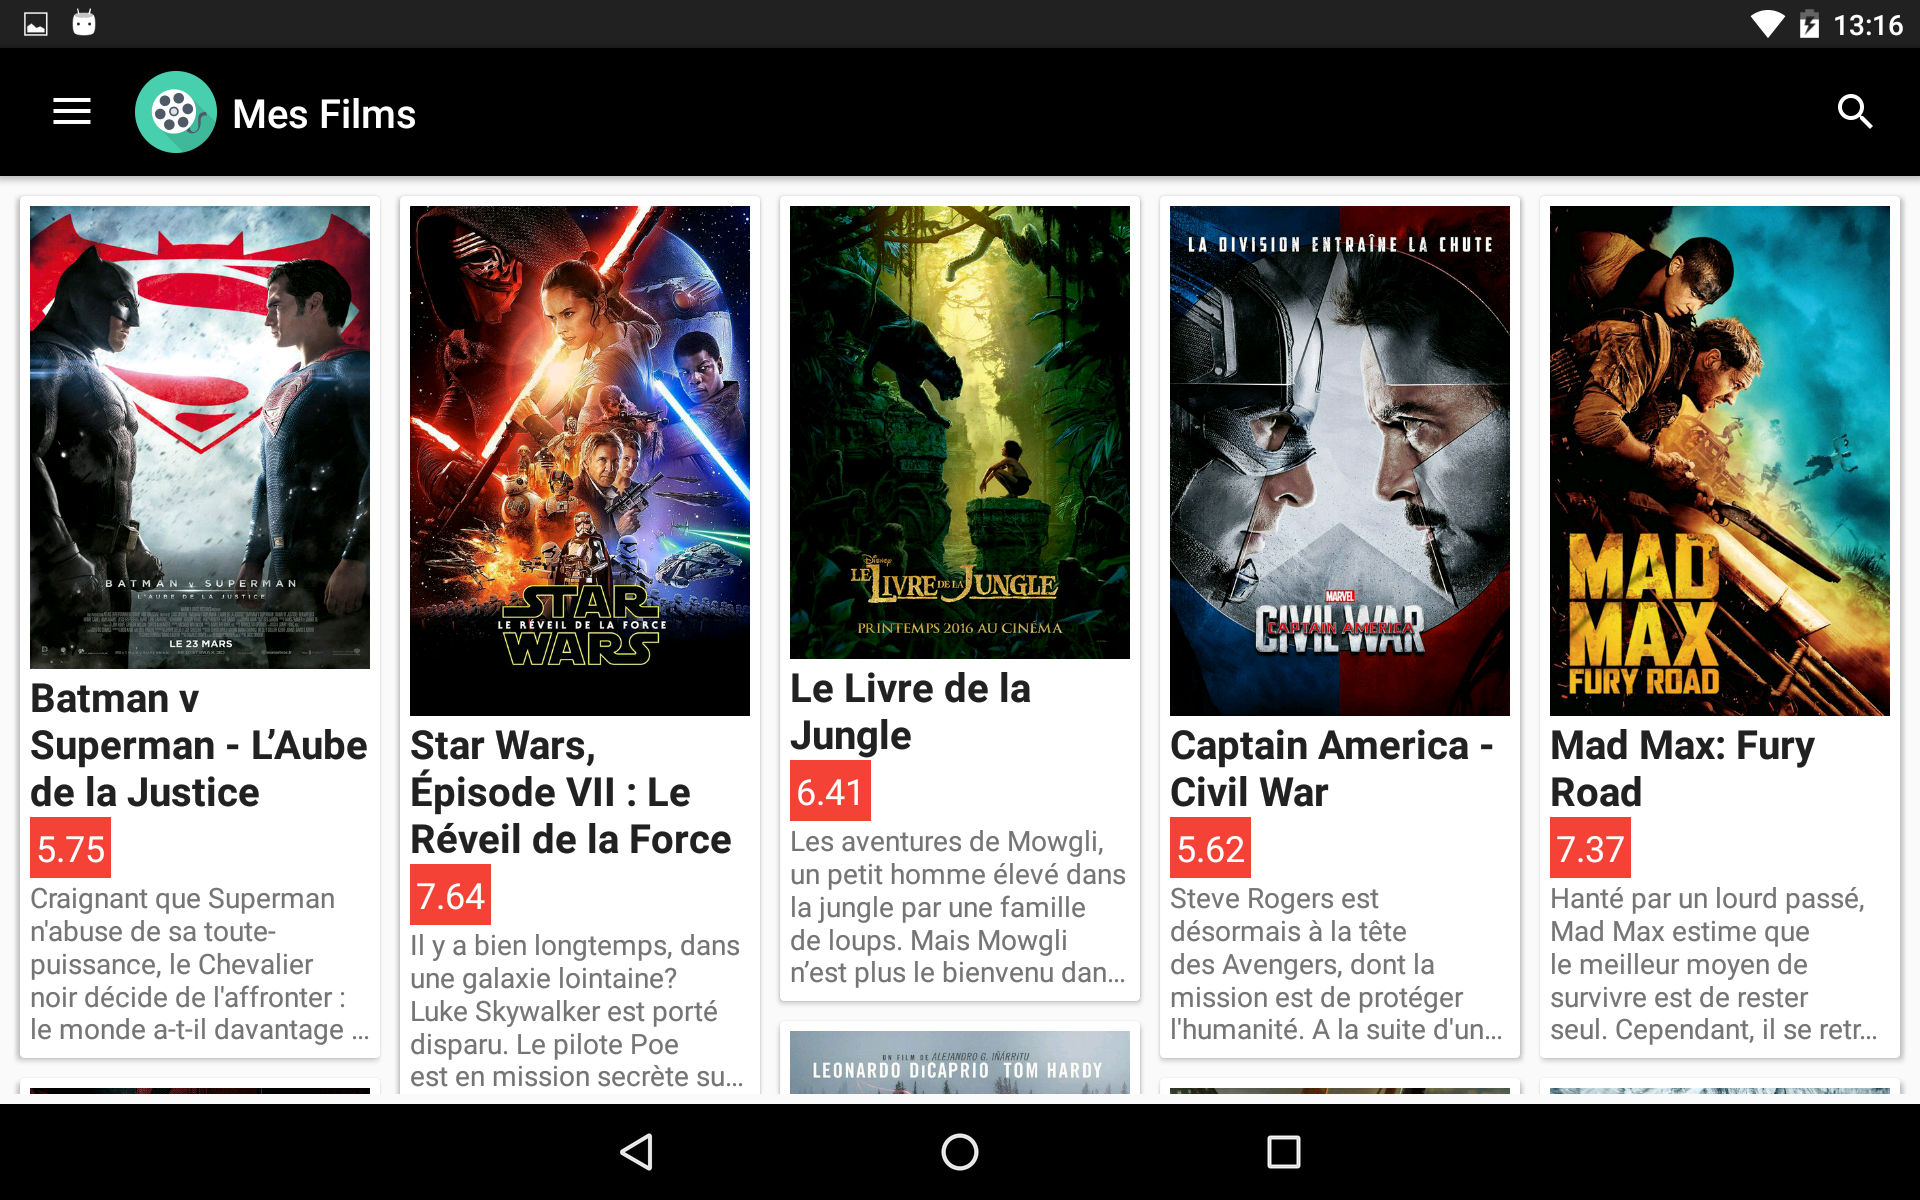 13:16
Mes Films
BATMAN v SUPERMAN
L'AUBE DE LA JUSTICE
LE 23 MARS
Batman v
Superman - L’Aube
de la Justice
5.75
Craignant que Superman
n'abuse de sa toute-
puissance, le Chevalier
noir décide de l'affronter :
le monde a-t-il davantage ...
STAR
LE RÉVEIL DE LA FORCE
WARS
Star Wars,
Épisode VII : Le
Réveil de la Force
7.64
Il y a bien longtemps, dans
une galaxie lointaine?
Luke Skywalker est porté
disparu. Le pilote Poe
est en mission secrète su...
Disney
LE LIVRE DE LA JUNGLE
PRINTEMPS 2016 AU CINÉMA
Le Livre de la
Jungle
6.41
Les aventures de Mowgli,
un petit homme élevé dans
la jungle par une famille
de loups. Mais Mowgli
n’est plus le bienvenu dan...
UN FILM DE ALEJANDRO G. IÑÁRRITU
LEONARDO DiCAPRIO TOM HARDY
LA DIVISION ENTRAÎNE LA CHUTE
MARVEL
CAPTAIN AMERICA
CIVIL WAR
Captain America -
Civil War
5.62
Steve Rogers est
désormais à la tête
des Avengers, dont la
mission est de protéger
l'humanité. A la suite d'un...
MAD
MAX
FURY ROAD
Mad Max: Fury
Road
7.37
Hanté par un lourd passé,
Mad Max estime que
le meilleur moyen de
survivre est de rester
seul. Cependant, il se retr...